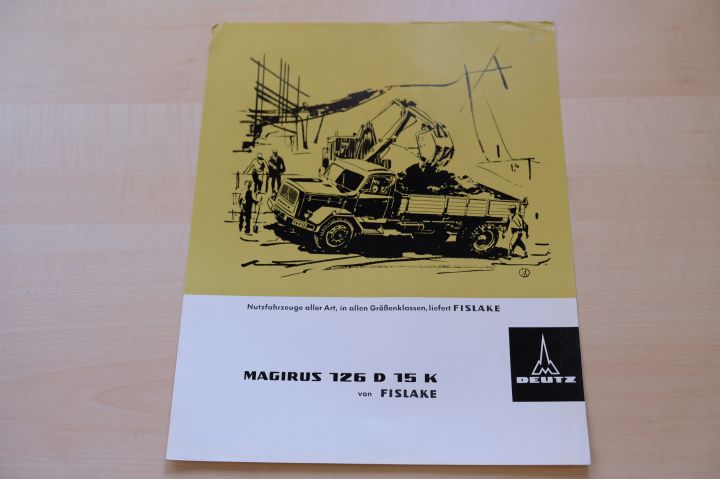 Nutzfahrzeuge aller Art, in allen Größenklassen, liefert FISLAKE
MAGIRUS 126 D 15 K
von FISLAKE
DEUTZ